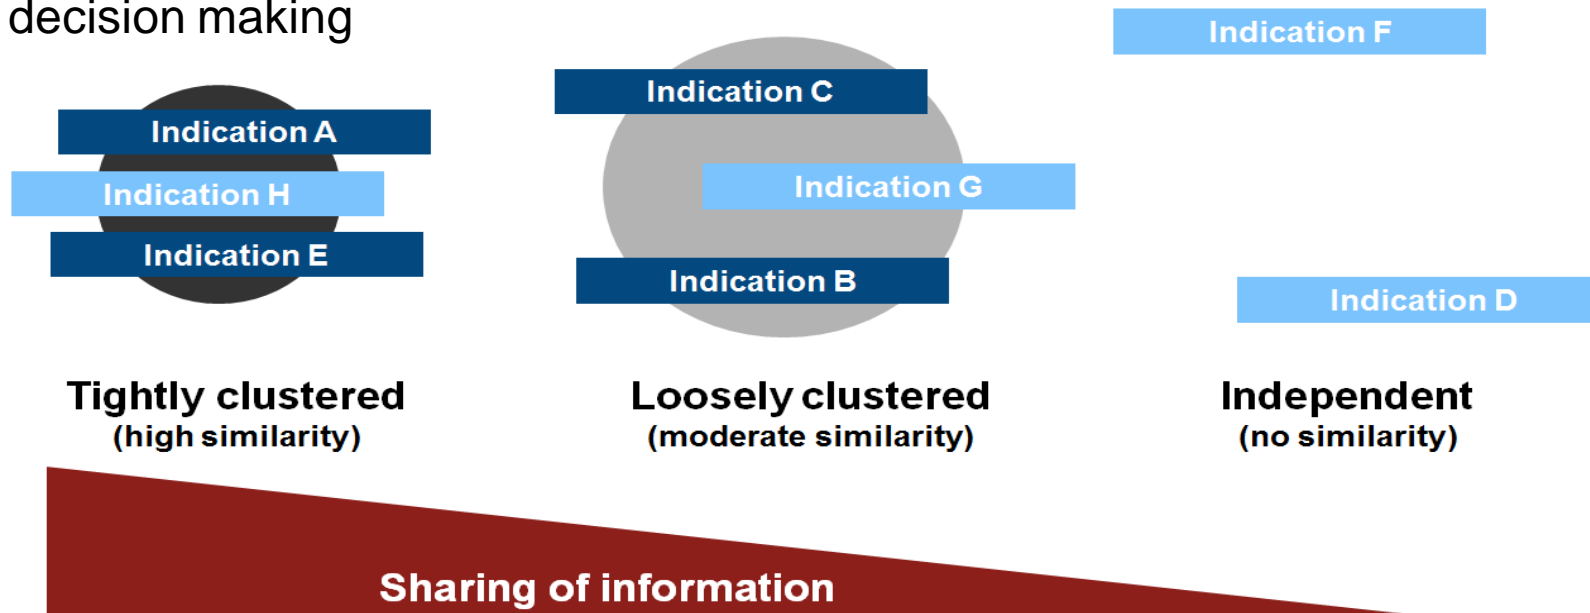 decision making
Indication F
Indication C
Indication A
Indication H
Indication G
Indication E
Indication B
Indication D
Tightly clustered
(high similarity)
Loosely clustered
(moderate similarity)
Independent
(no similarity)
Sharing of information